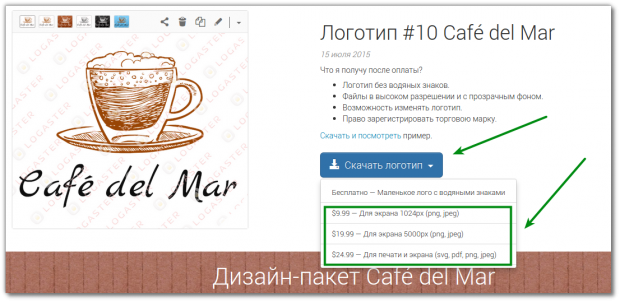 Логотип #10 Café del Mar
15 июля 2015
Что я получу после оплаты?
Логотип без водяных знаков.
Файлы в высоком разрешении и с прозрачным фоном.
Возможность изменять логотип.
Право зарегистрировать торговую марку.
Скачать и посмотреть пример.
Скачать логотип
Бесплатно — Маленькое лого с водяными знаками
$9.99 — Для экрана 1024px (png, jpeg)
$19.99 — Для экрана 5000px (png, jpeg)
$24.99 — Для печати и экрана (svg, pdf, png, jpeg)
LOGASTER
Café del Mar
Дизайн-пакет Café del Mar